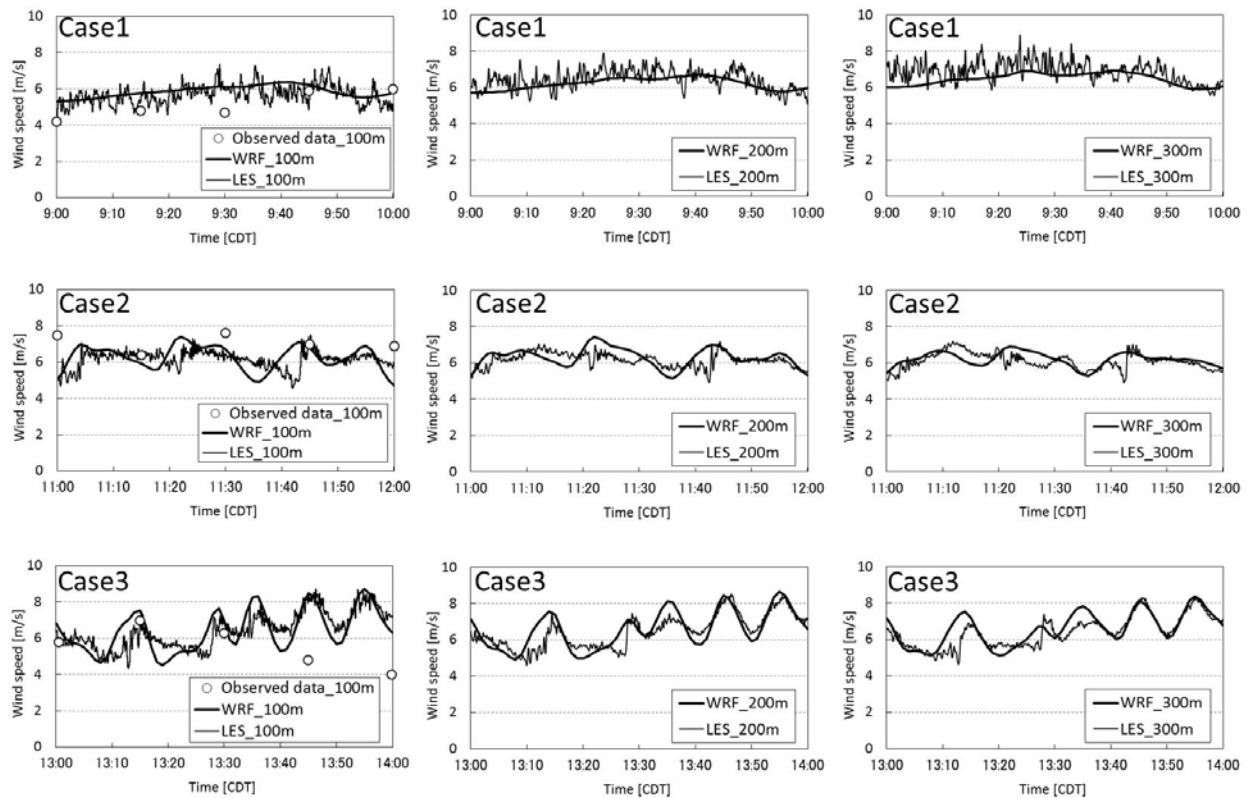 Case1
Wind speed [m/s]
10
8
6
4
2
0
Observed data_100m
WRF_100m
LES_100m
9:00 9:10 9:20 9:30 9:40 9:50 10:00
Time [CDT]
Case1
Wind speed [m/s]
10
8
6
4
2
0
WRF_200m
LES_200m
9:00 9:10 9:20 9:30 9:40 9:50 10:00
Time [CDT]
Case1
Wind speed [m/s]
10
8
6
4
2
0
WRF_300m
LES_300m
9:00 9:10 9:20 9:30 9:40 9:50 10:00
Time [CDT]
Case2
Wind speed [m/s]
10
8
6
4
2
0
Observed data_100m
WRF_100m
LES_100m
11:00 11:10 11:20 11:30 11:40 11:50 12:00
Time [CDT]
Case2
Wind speed [m/s]
10
8
6
4
2
0
WRF_200m
LES_200m
11:00 11:10 11:20 11:30 11:40 11:50 12:00
Time [CDT]
Case2
Wind speed [m/s]
10
8
6
4
2
0
WRF_300m
LES_300m
11:00 11:10 11:20 11:30 11:40 11:50 12:00
Time [CDT]
Case3
Wind speed [m/s]
10
8
6
4
2
0
Observed data_100m
WRF_100m
LES_100m
13:00 13:10 13:20 13:30 13:40 13:50 14:00
Time [CDT]
Case3
Wind speed [m/s]
10
8
6
4
2
0
WRF_200m
LES_200m
13:00 13:10 13:20 13:30 13:40 13:50 14:00
Time [CDT]
Case3
Wind speed [m/s]
10
8
6
4
2
0
WRF_300m
LES_300m
13:00 13:10 13:20 13:30 13:40 13:50 14:00
Time [CDT]